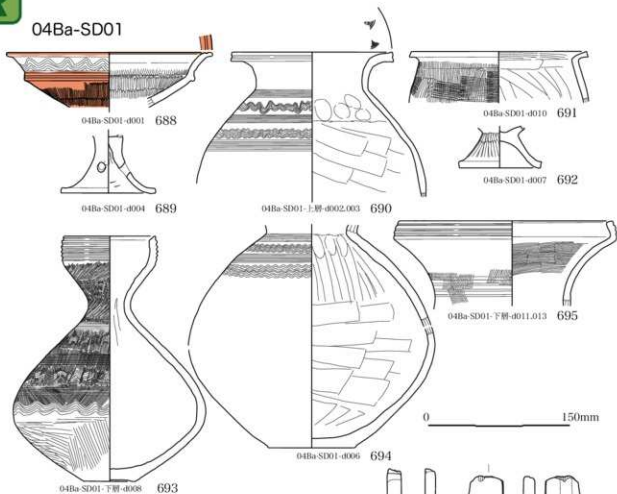 04Ba-SD01
04Ba-SD01-d001 688
04Ba-SD01-d010 691
04Ba-SD01-d007 692
04Ba-SD01-d004 689
04Ba-SD01-上層-d002.003 690
04Ba-SD01-下層-d011.013 695
0 150mm
04Ba-SD01-d006 694
04Ba-SD01-下層-d008 693